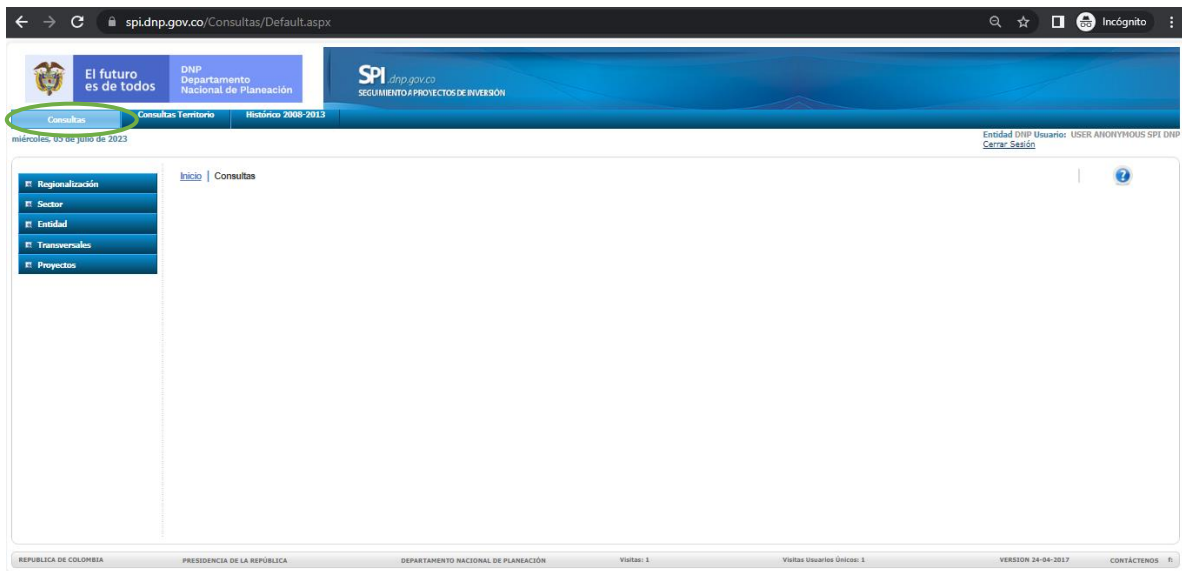 spi.dnp.gov.co/Consultas/Default.aspx
Incógnito
El futuro
es de todos
DNP
Departamento
Nacional de Planeación
SPI .dnp.gov.co
SEGUIMIENTO A PROYECTOS DE INVERSIÓN
Consultas
Consultas Territorio
Histórico 2008-2013
miércoles, 05 de julio de 2023
Entidad DNP Usuario: USER ANONYMOUS SPI DNP
Cerrar Sesión
Inicio | Consultas
Regionalización
Sector
Entidad
Transversales
Proyectos
REPUBLICA DE COLOMBIA
PRESIDENCIA DE LA REPÚBLICA
DEPARTAMENTO NACIONAL DE PLANEACIÓN
Visitas: 1
Visitas Usuarios Únicos: 1
VERSION 24-04-2017
CONTÁCTENOS